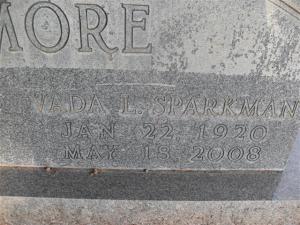 MORE
VADA L. SPARKMAN
JAN 22 1920
MAY 18 2008